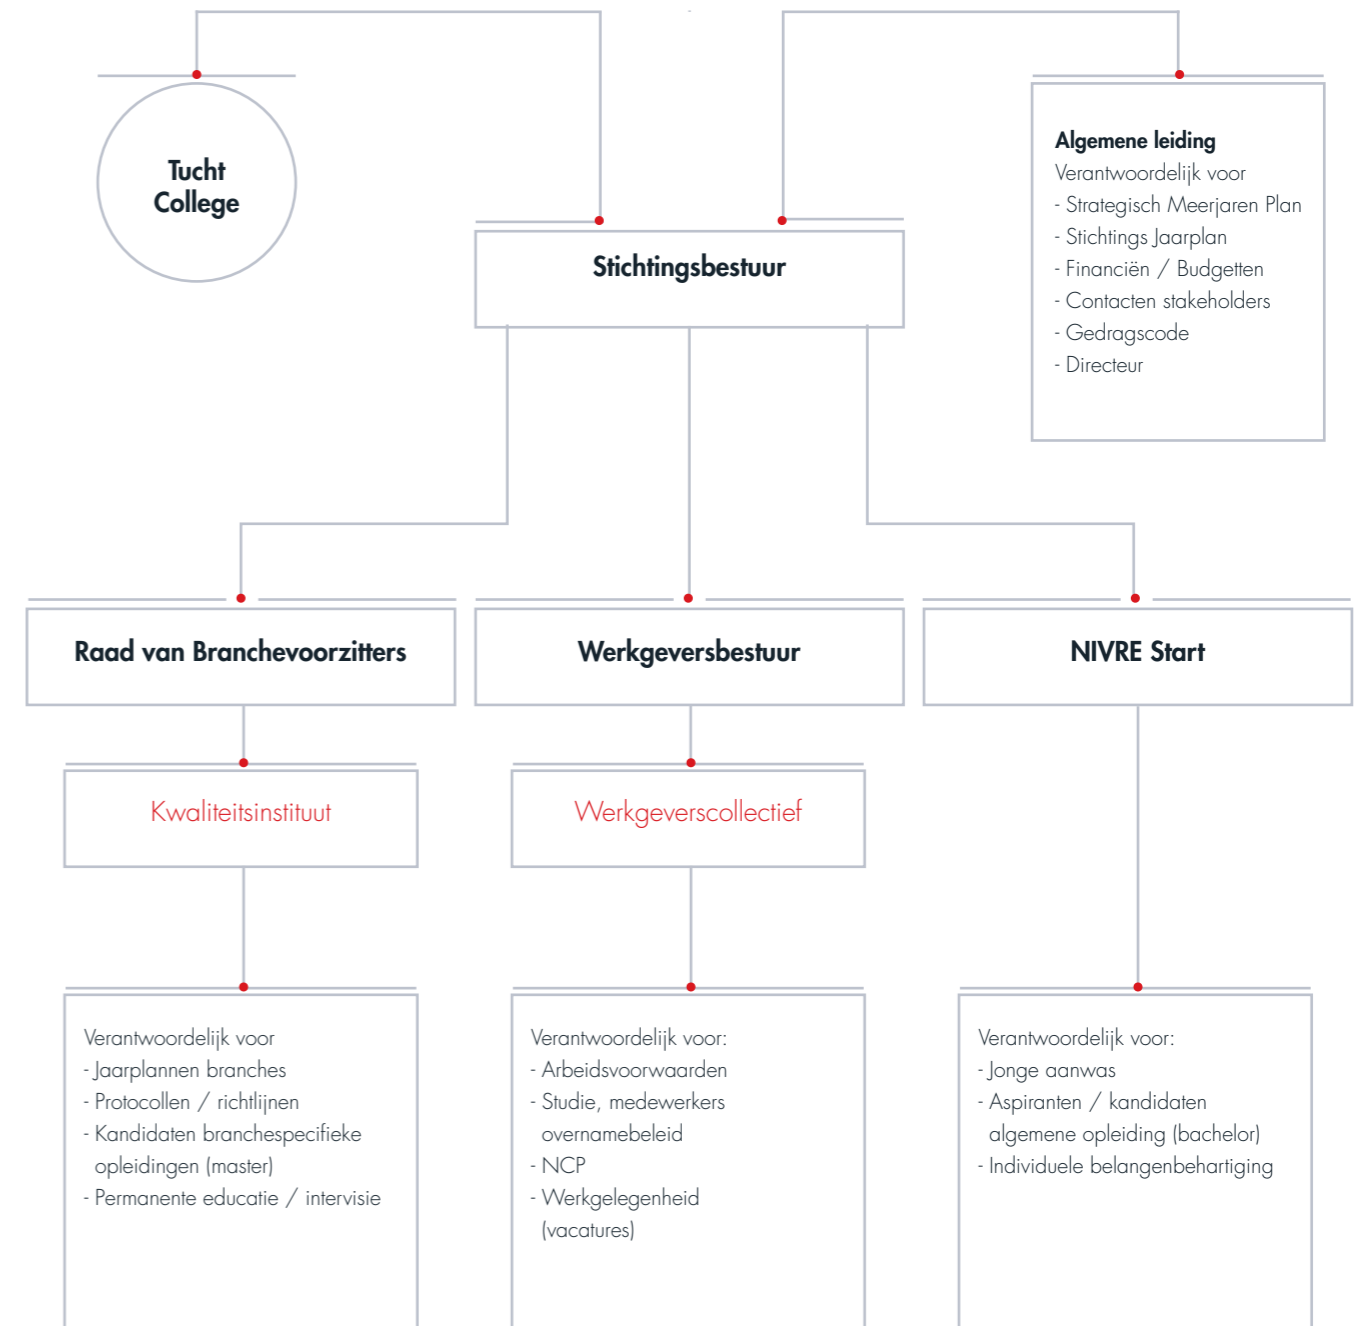 Tucht
College
Algemene leiding
Verantwoordelijk voor
- Strategisch Meerjaren Plan
- Stichtings Jaarplan
- Financiën / Budgetten
- Contacten stakeholders
- Gedragscode
- Directeur
Stichtingsbestuur
Raad van Branchevoorzitters
Werkgeversbestuur
NIVRE Start
Kwaliteitsinstituut
Werkgeverscollectief
Verantwoordelijk voor
- Jaarplannen branches
- Protocollen / richtlijnen
- Kandidaten branchespecifieke
opleidingen (master)
- Permanente educatie / intervisie
Verantwoordelijk voor:
- Arbeidsvoorwaarden
- Studie, medewerkers
overnamebeleid
- NCP
- Werkgelegenheid
(vacatures)
Verantwoordelijk voor:
- Jonge aanwas
- Aspiranten / kandidaten
algemene opleiding (bachelor)
- Individuele belangenbehartiging